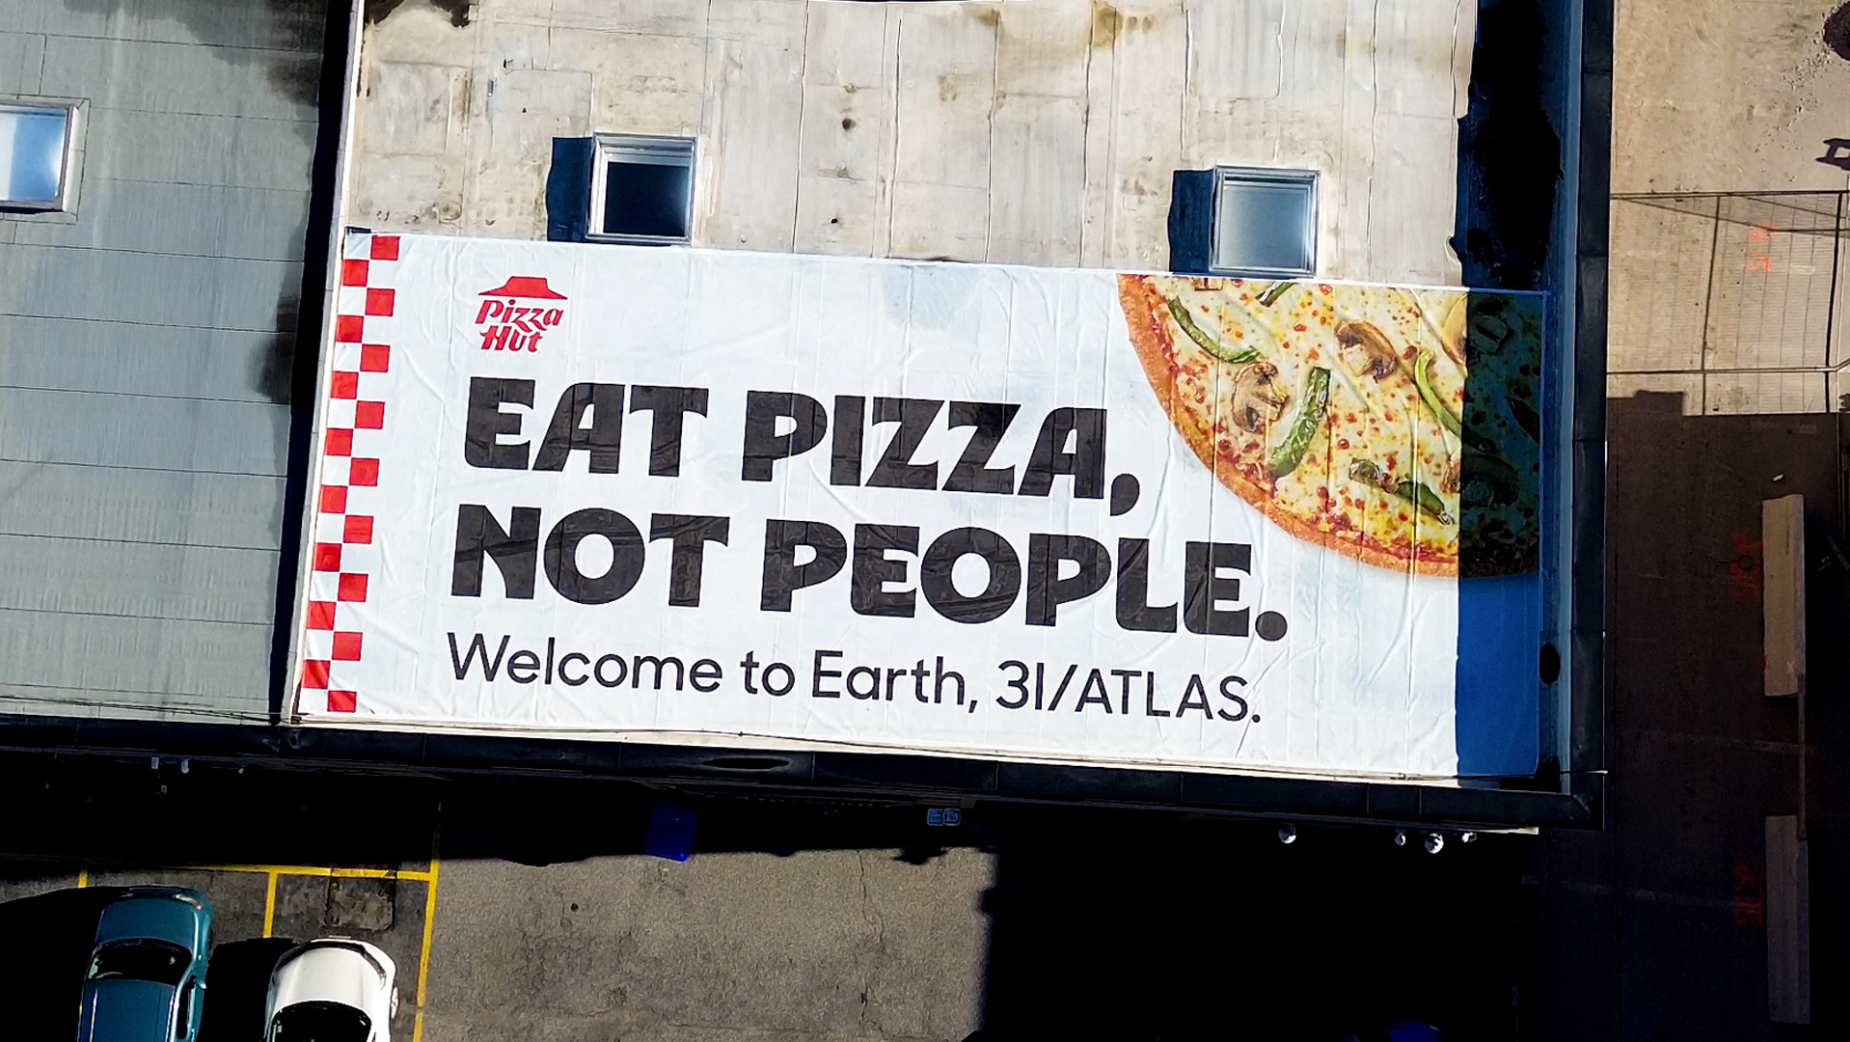 Pizza
Hut
EAT PIZZA,
NOT PEOPLE.
Welcome to Earth, 3I/ATLAS.